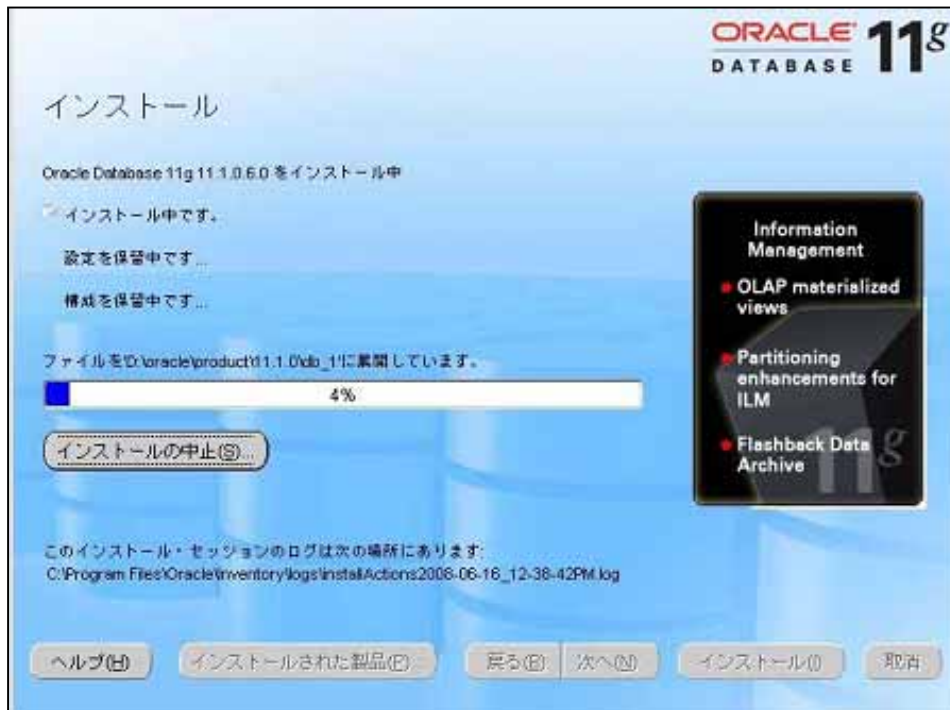 ORACLE 11g
DATABASE
インストール
Oracle Database 11g 11.1.0.6.0 をインストール中
インストール中です。
設定を保留中です...
構成を保留中です...
ファイルを'D:\oracle\product\11.1.0\db_1'に展開しています。
4%
インストールの中止(S)...
Information
Management
OLAP materialized
views
Partitioning
enhancements for
ILM
Flashback Data
Archive
11g
このインストール・セッションのログは次の場所にあります:
C:\Program Files\Oracle\Inventory\logs\installActions2008-06-16_12-38-42PM.log
ヘルプ(H)
インストールされた製品(P)...
戻る(B)
次へ(N)
インストール(I)
取消